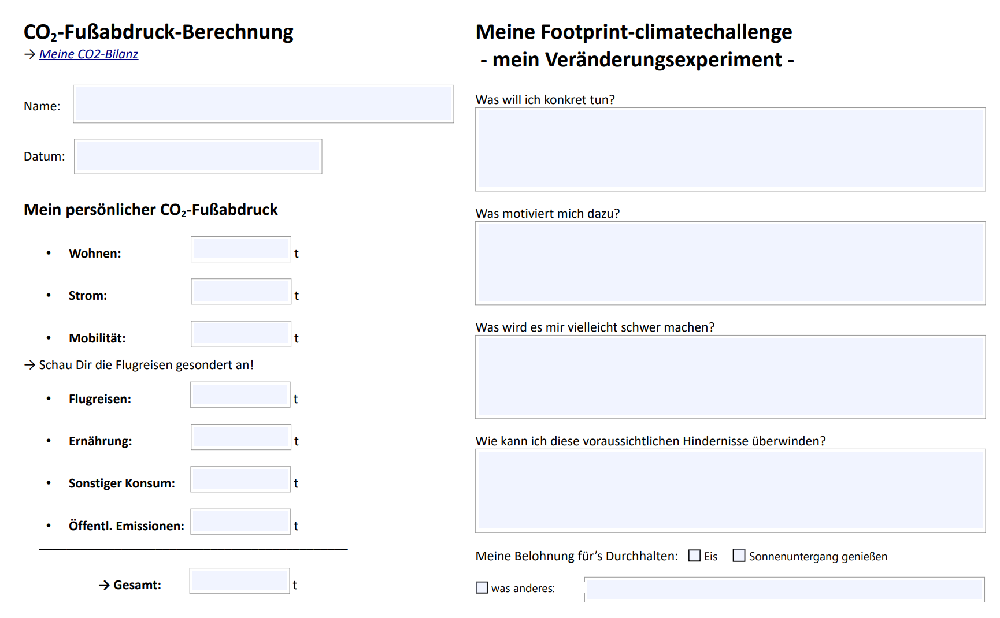 CO₂-Fußabdruck-Berechnung
→ Meine CO2-Bilanz
Name:
Datum:
Mein persönlicher CO₂-Fußabdruck
• Wohnen: t
• Strom: t
• Mobilität: t
→ Schau Dir die Flugreisen gesondert an!
• Flugreisen: t
• Ernährung: t
• Sonstiger Konsum: t
• Öffentl. Emissionen: t
→ Gesamt: t
Meine Footprint-climatechallenge
- mein Veränderungsexperiment -
Was will ich konkret tun?
Was motiviert mich dazu?
Was wird es mir vielleicht schwer machen?
Wie kann ich diese voraussichtlichen Hindernisse überwinden?
Meine Belohnung für’s Durchhalten: Eis Sonnenuntergang genießen
was anderes: